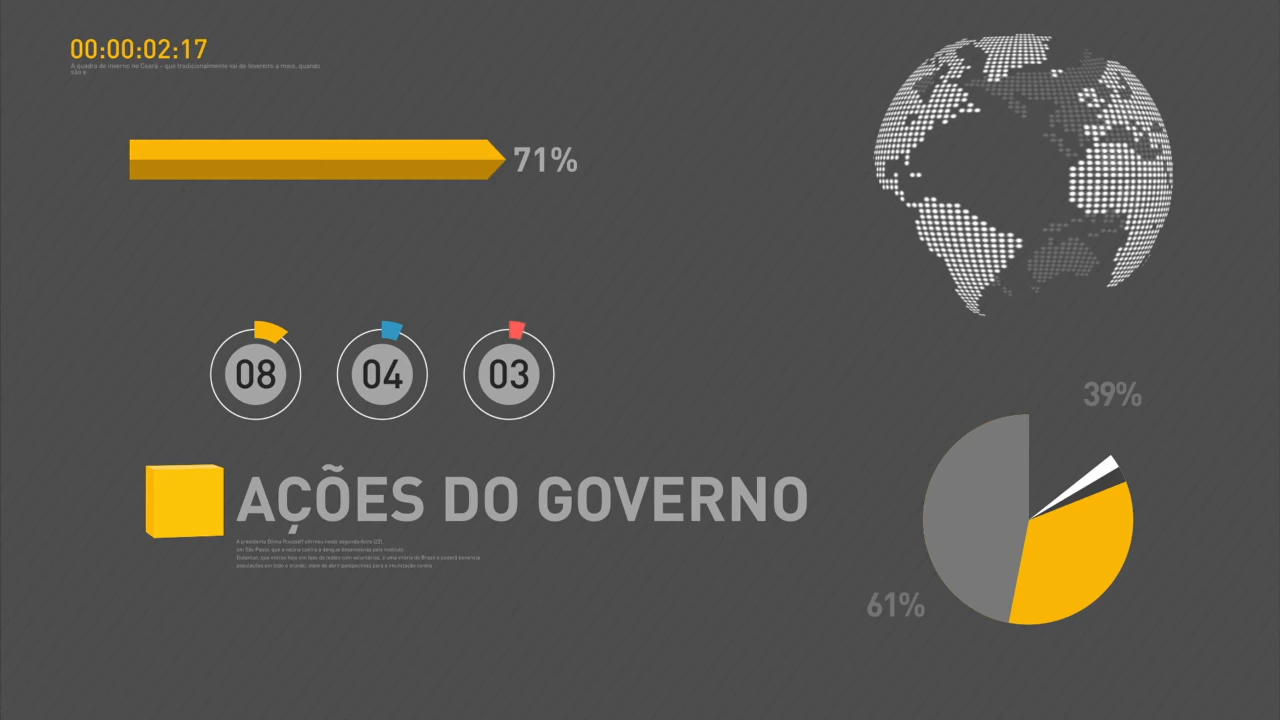 00:00:02:17
A quadra de inverno no Ceará – que tradicionalmente vai de fevereiro a maio, quando
não é
71%
08 04 03
39%
AÇÕES DO GOVERNO
A presidenta Dilma Rousseff afirmou nesta segunda-feira (22),
em São Paulo, que a vacina contra a dengue desenvolvida pelo Instituto
Butantan, que entrou hoje em fase de testes com voluntários, é uma vitória do Brasil e poderá beneficiar
populações em todo o mundo, além de abrir perspectivas para a imunização contra
61%